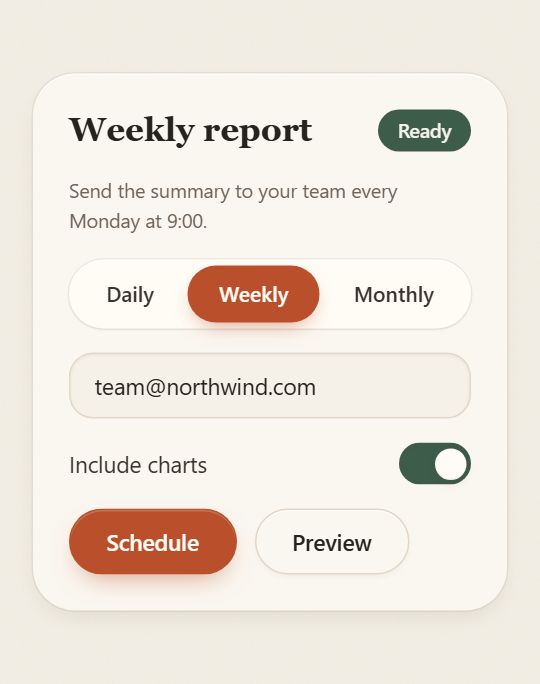 Weekly report
Ready
Send the summary to your team every
Monday at 9:00.
Daily
Weekly
Monthly
team@northwind.com
Include charts
Schedule
Preview